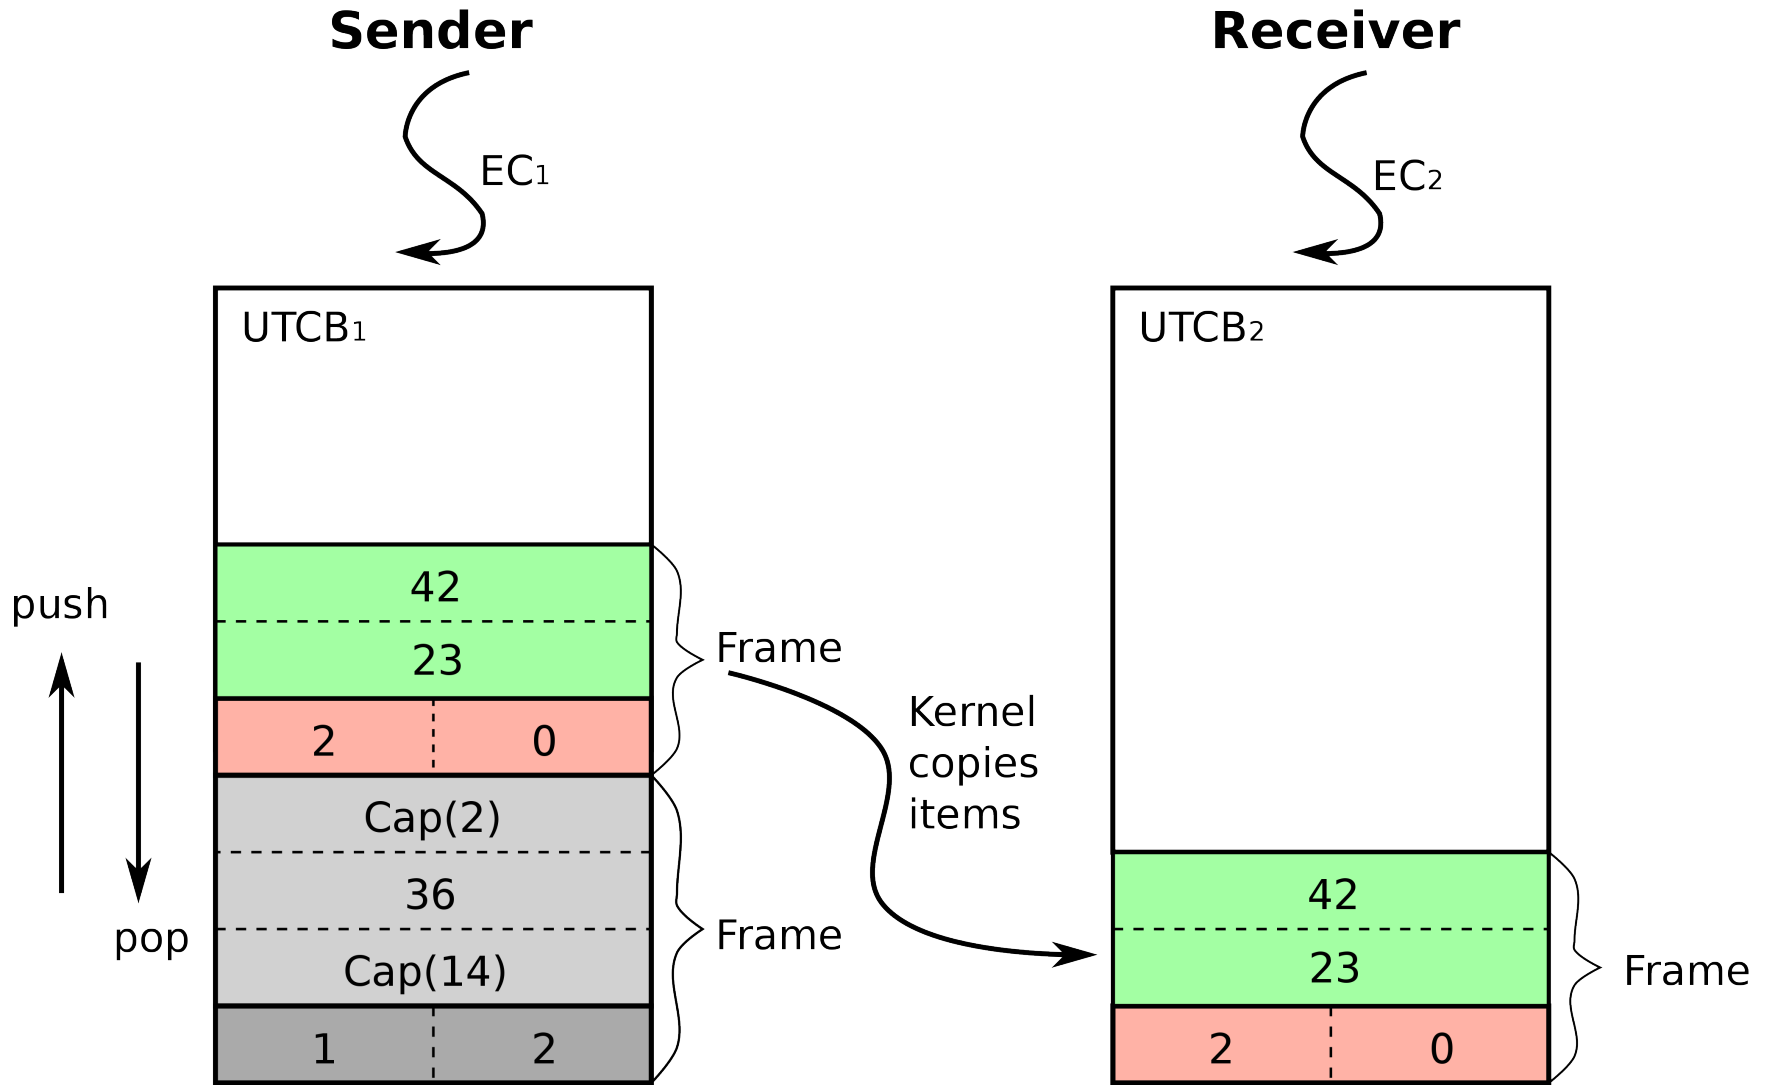 Sender
Receiver
EC1
EC2
UTCB1
UTCB2
42
push
23
Frame
2 0
Kernel
copies
items
Cap(2)
36
42
pop
Frame
Cap(14)
23
Frame
1 2
2 0